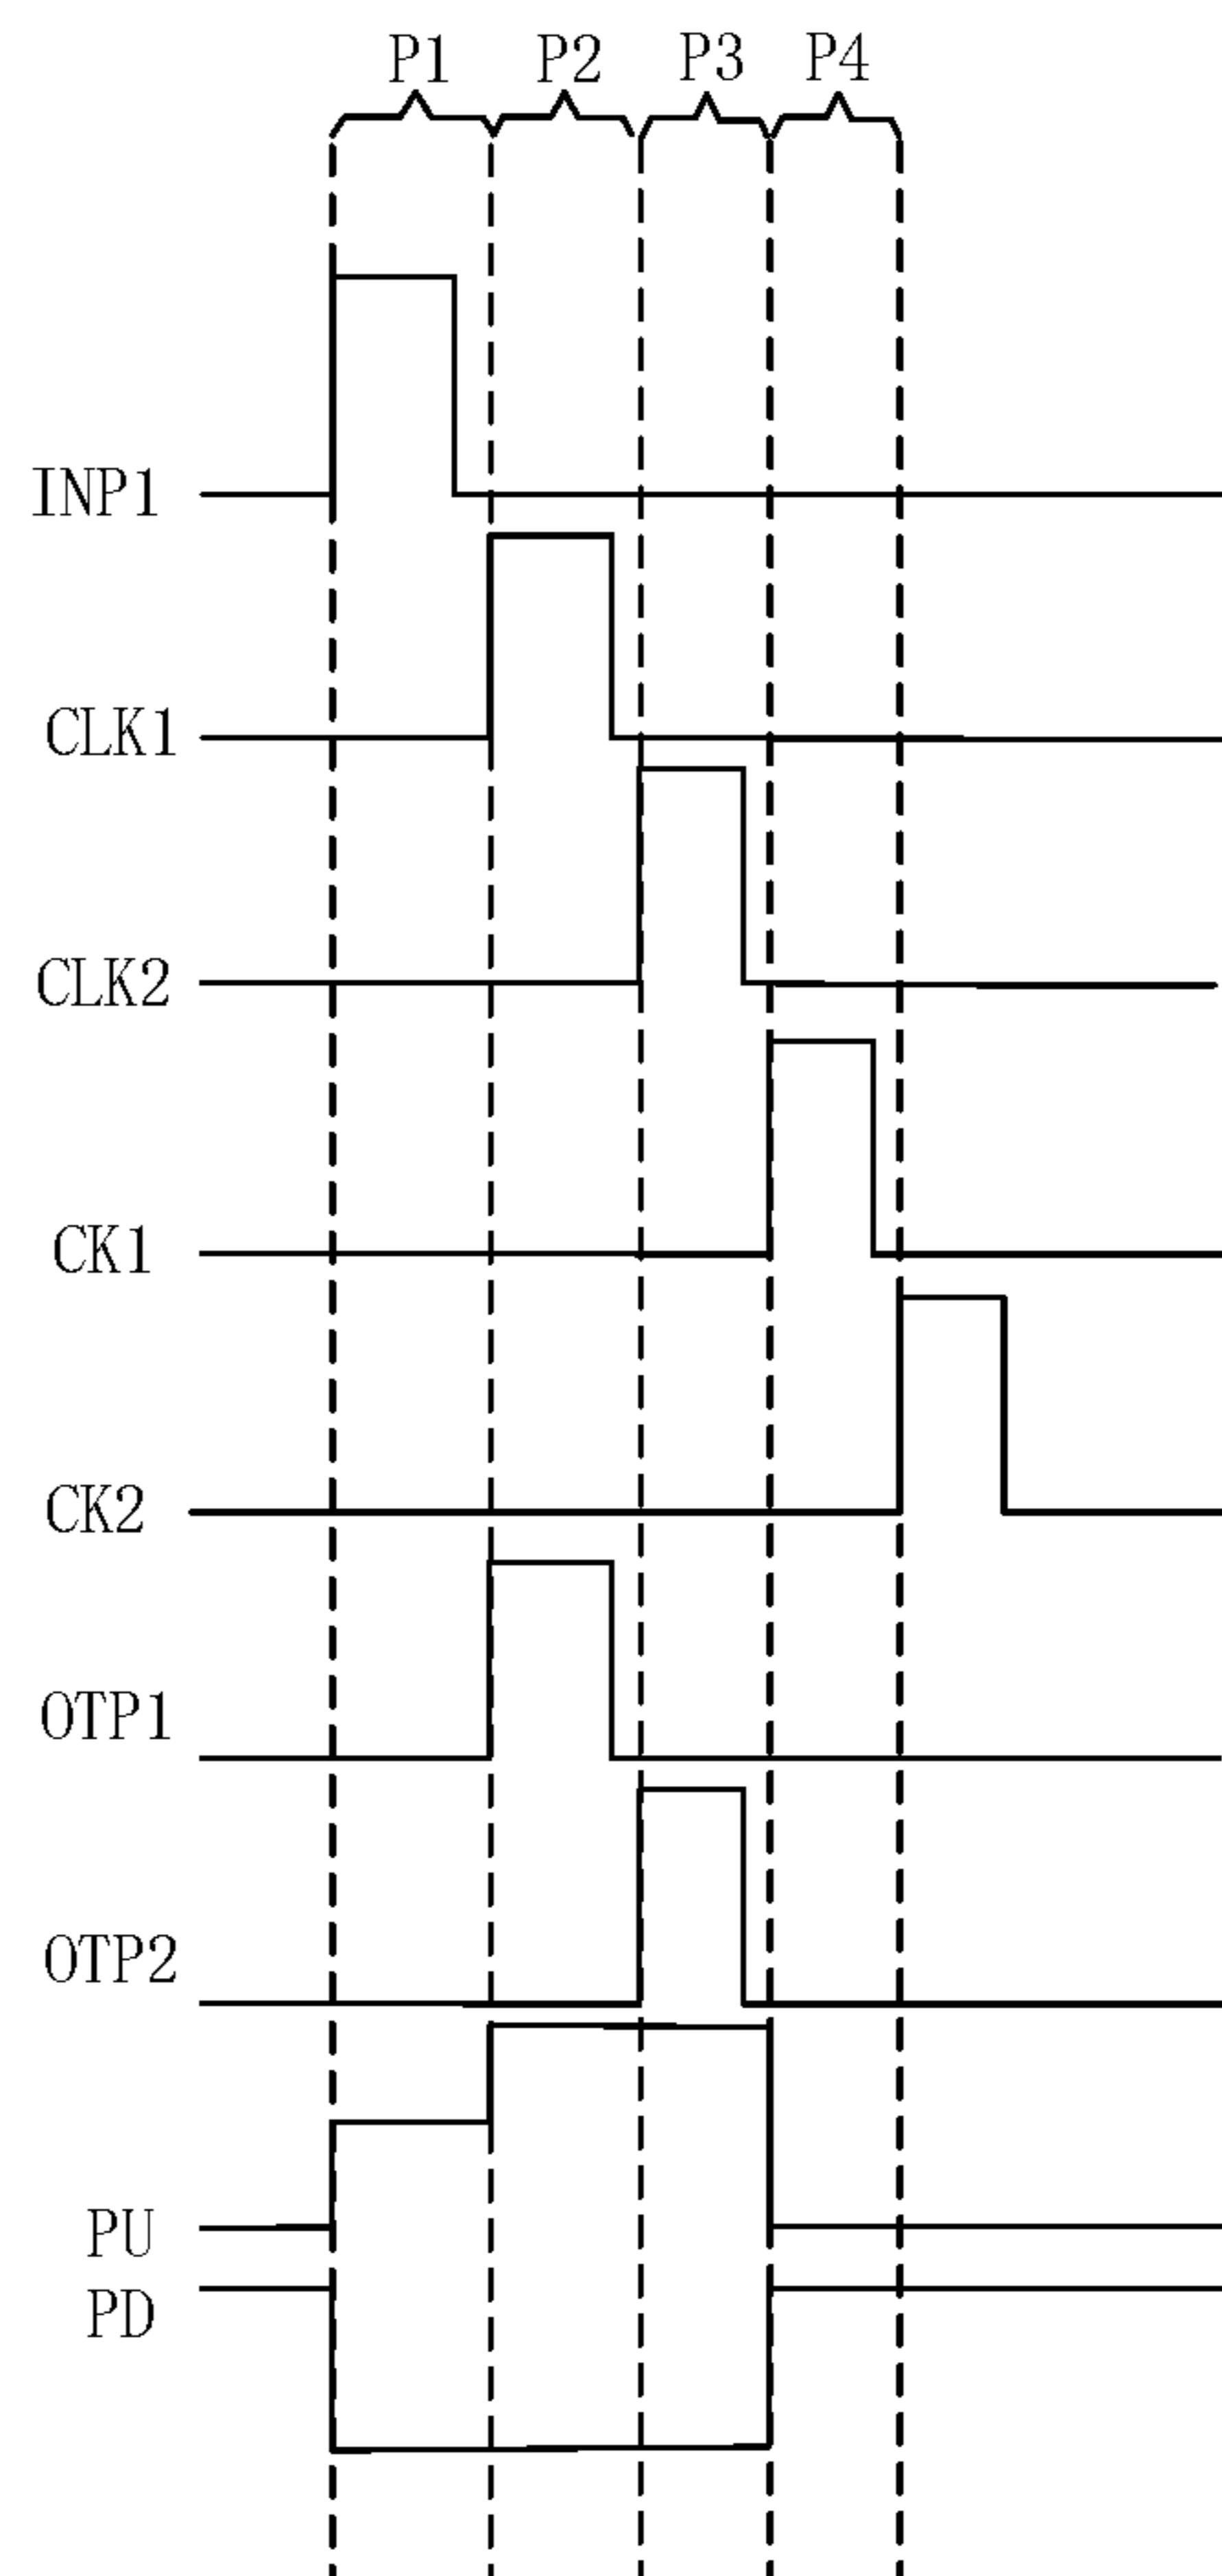 P1 P2 P3 P4
INP1
CLK1
CLK2
CK1
CK2
OTP1
OTP2
PU
PD